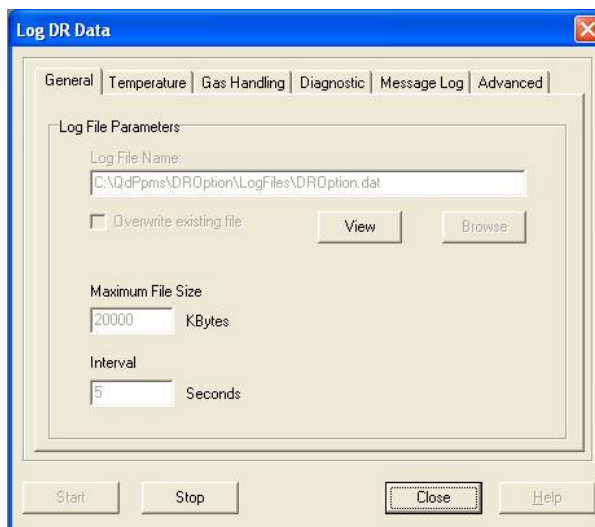 Log DR Data
General Temperature Gas Handling Diagnostic Message Log Advanced
Log File Parameters
Log File Name:
C:\QdPpms\DROption\LogFiles\DROption.dat
Overwrite existing file View Browse
Maximum File Size
20000 KBytes
Interval
5 Seconds
Start Stop Close Help